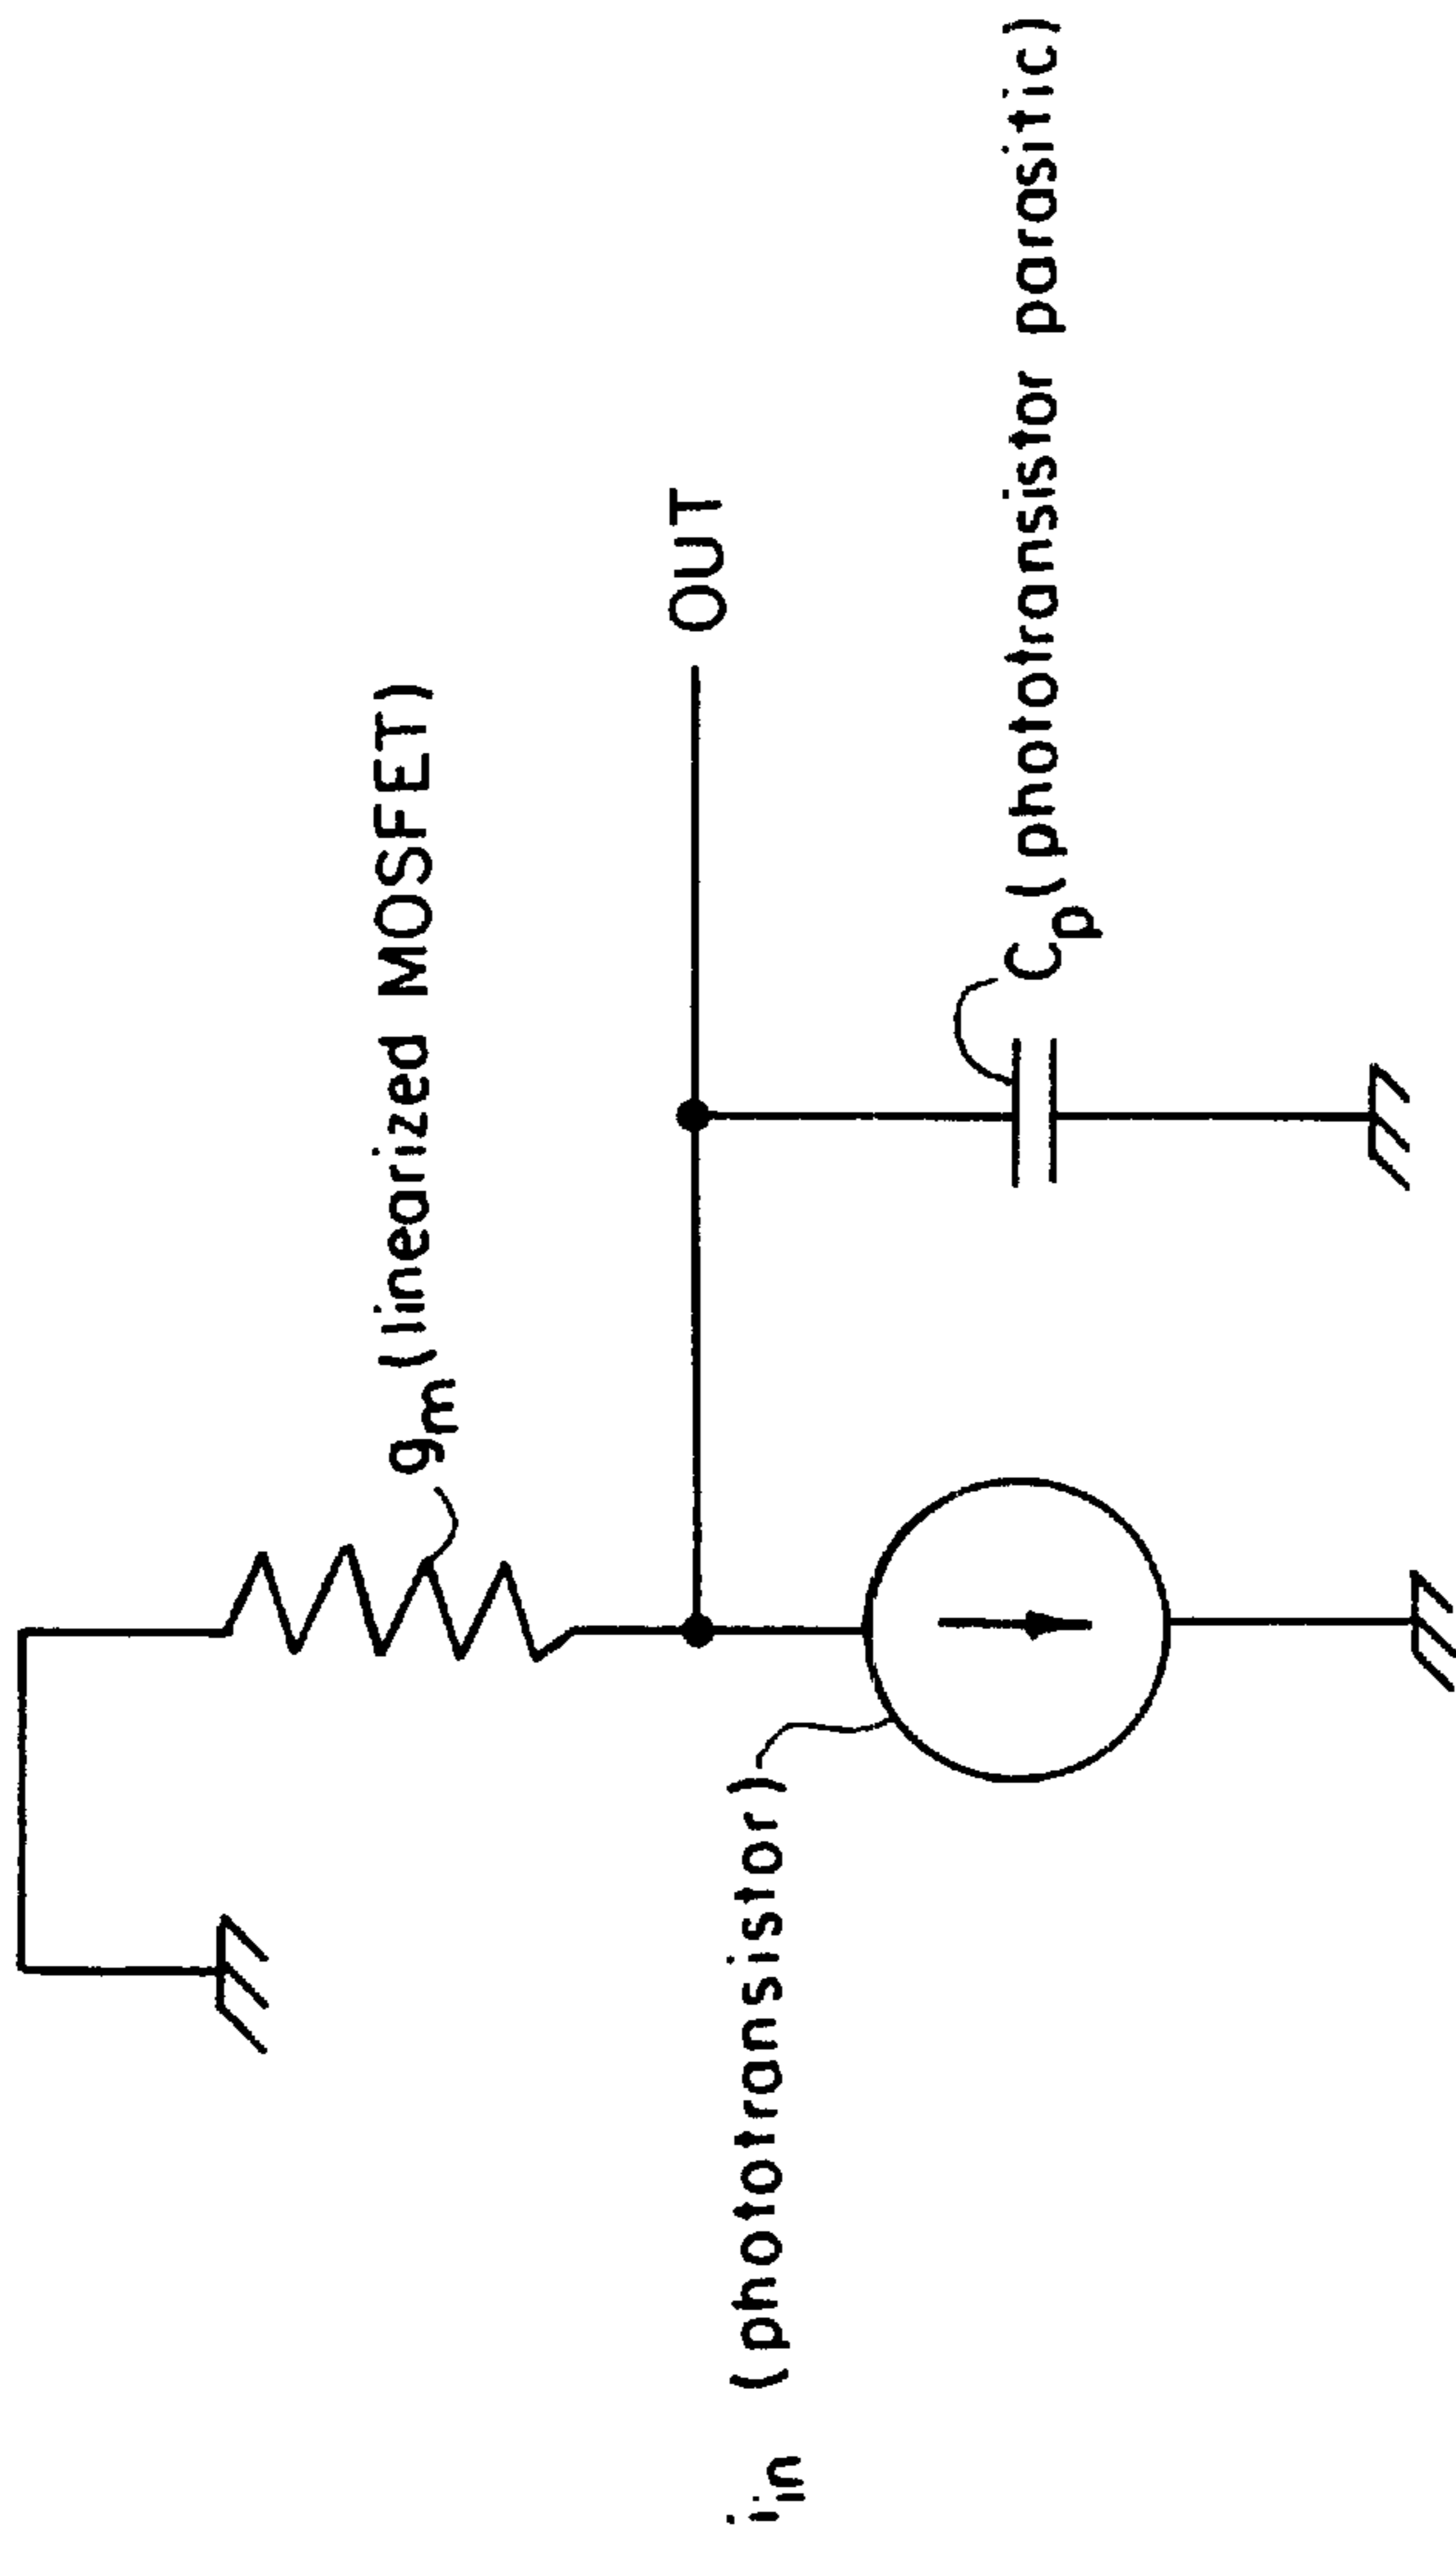 g_m (linearized MOSFET)
OUT
i_in (phototransistor)
C_p (phototransistor parasitic)